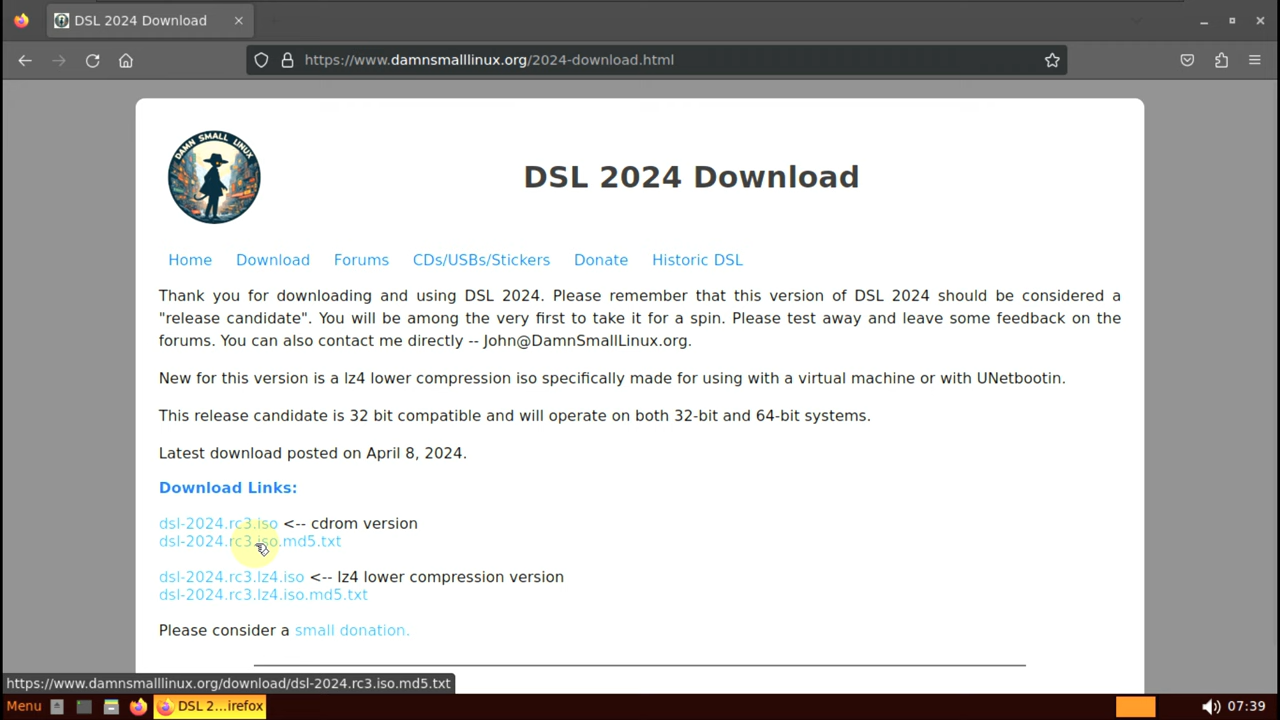 DSL 2024 Download
https://www.damnsmalllinux.org/2024-download.html
DAMN SMALL LINUX
DSL 2024 Download
Home Download Forums CDs/USBs/Stickers Donate Historic DSL
Thank you for downloading and using DSL 2024. Please remember that this version of DSL 2024 should be considered a
"release candidate". You will be among the very first to take it for a spin. Please test away and leave some feedback on the
forums. You can also contact me directly -- John@DamnSmallLinux.org.
New for this version is a lz4 lower compression iso specifically made for using with a virtual machine or with UNetbootin.
This release candidate is 32 bit compatible and will operate on both 32-bit and 64-bit systems.
Latest download posted on April 8, 2024.
Download Links:
dsl-2024.rc3.iso <-- cdrom version
dsl-2024.rc3.iso.md5.txt
dsl-2024.rc3.lz4.iso <-- lz4 lower compression version
dsl-2024.rc3.lz4.iso.md5.txt
Please consider a small donation.
https://www.damnsmalllinux.org/download/dsl-2024.rc3.iso.md5.txt
Menu DSL 2...irefox 07:39